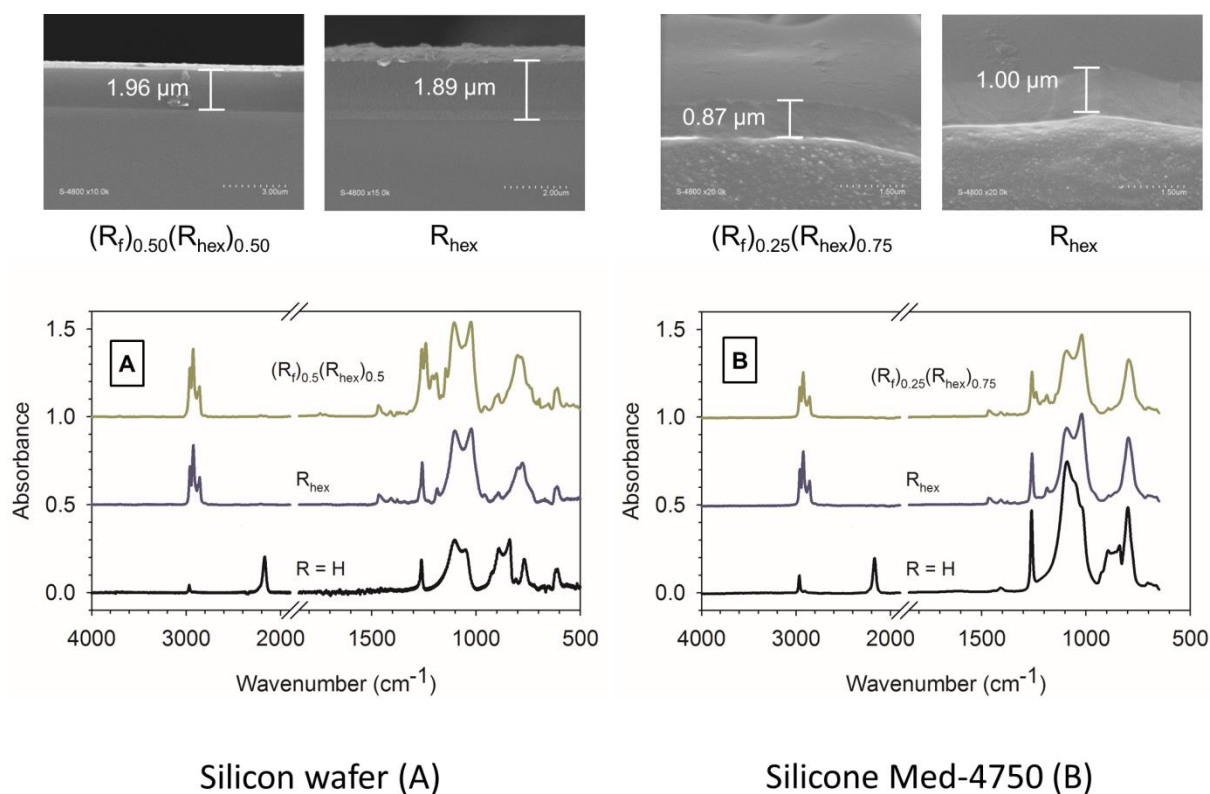 1.96 µm
S-4800 x10.0k
3.00um
1.89 µm
S-4800 x15.0k
2.00um
0.87 µm
S-4800 x20.0k
1.50um
1.00 µm
S-4800 x20.0k
1.50um
(Rf)0.50(Rhex)0.50
Rhex
(Rf)0.25(Rhex)0.75
Rhex
A
(Rf)0.5(Rhex)0.5
Rhex
R = H
Absorbance
1.5
1.0
0.5
0.0
4000 3000 2000 1500 1000 500
Wavenumber (cm-1)
B
(Rf)0.25(Rhex)0.75
Rhex
R = H
Absorbance
1.5
1.0
0.5
0.0
4000 3000 2000 1500 1000 500
Wavenumber (cm-1)
Silicon wafer (A)
Silicone Med-4750 (B)